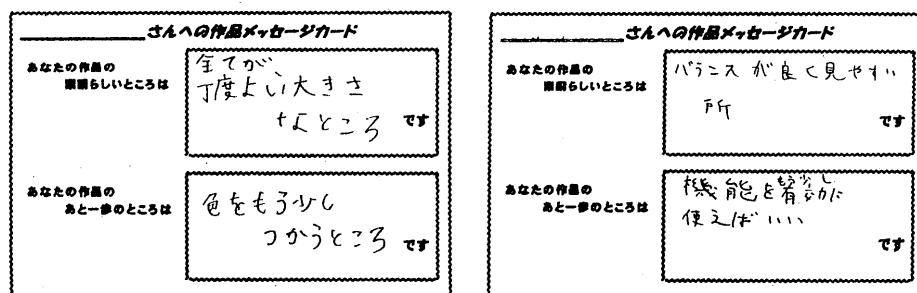 さんへの作品メッセージカード
あなたの作品の
素晴らしいところは
全てが、
丁度よい大きさ
なところ
です
あなたの作品の
あと一歩のところは
色をもう少し
つかうところ
です
さんへの作品メッセージカード
あなたの作品の
素晴らしいところは
バランスが良く見やすい
所
です
あなたの作品の
あと一歩のところは
もう少し
機能を有効に
使えばいい
です